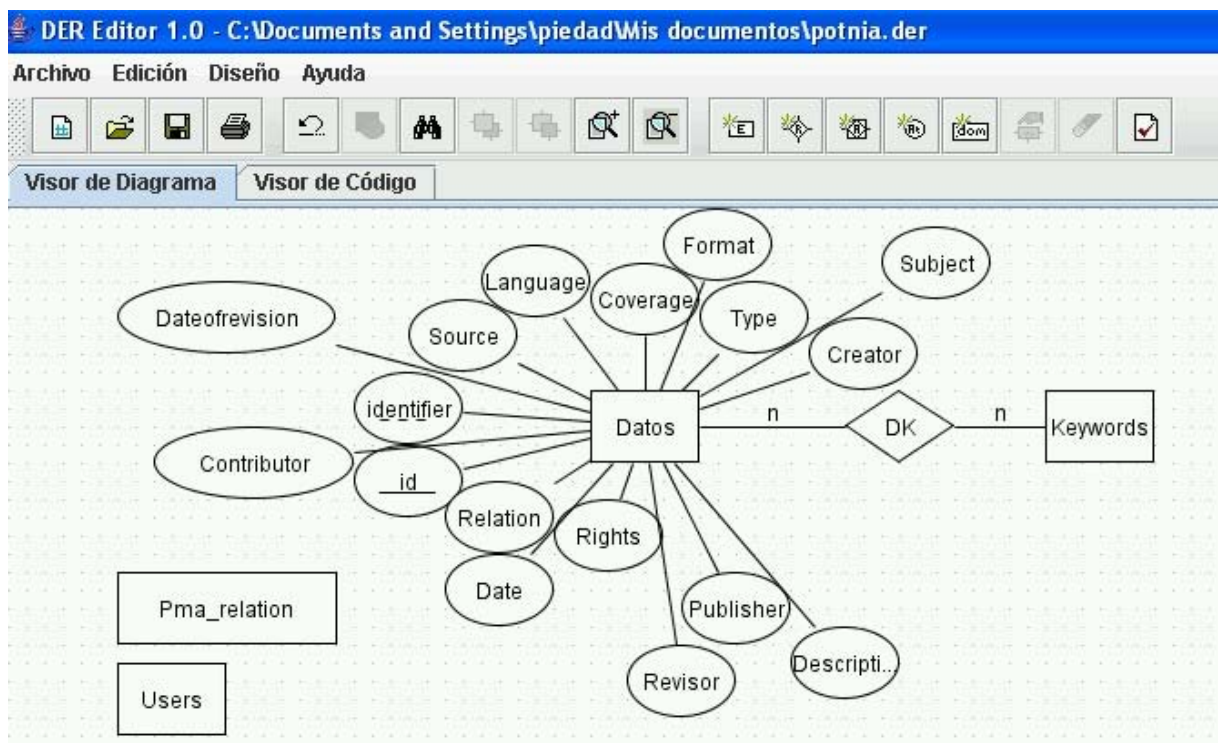 DER Editor 1.0 - C:\Documents and Settings\piedad\Mis documentos\potnia.der
Archivo Edición Diseño Ayuda
E R R At dom
Visor de Diagrama Visor de Código
Format
Subject
Language
Coverage
Dateofrevision
Type
Source
Creator
identifier
n
n
Datos
DK
Keywords
Contributor
id
Relation
Rights
Date
Pma_relation
Publisher
Descripti...
Revisor
Users